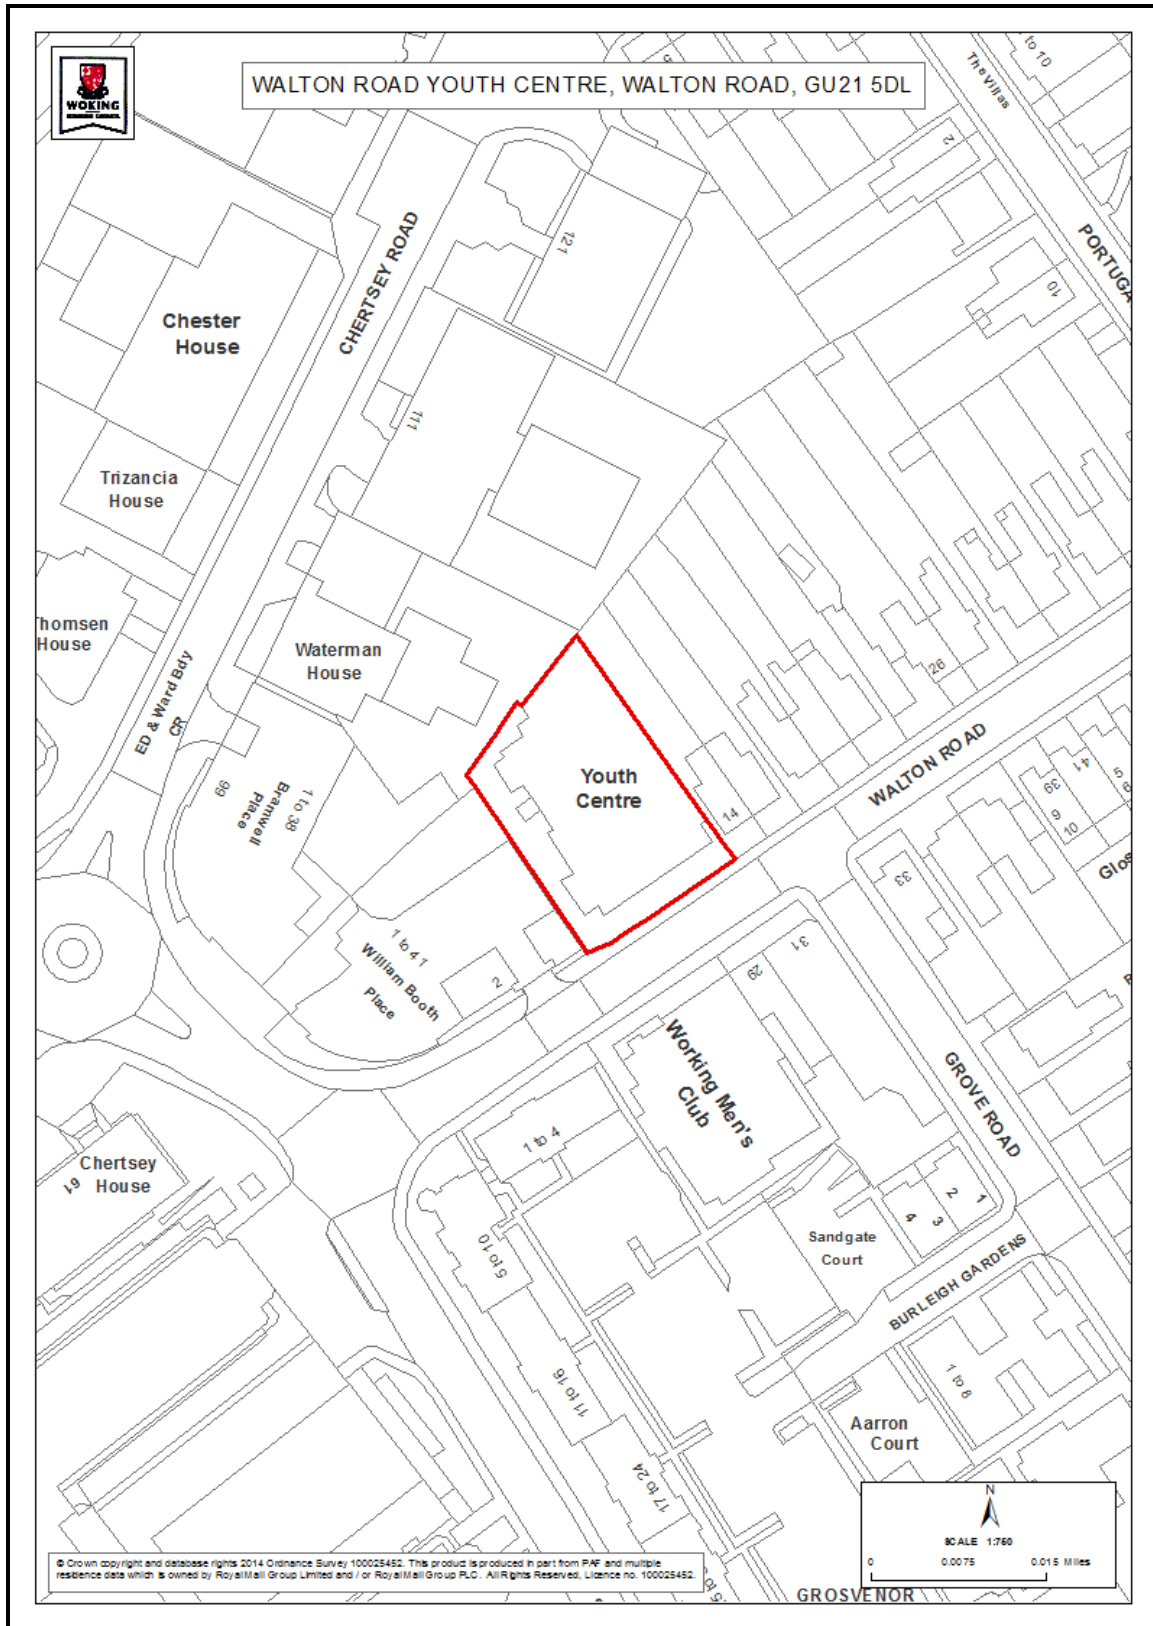 WOKING
BOROUGH COUNCIL
WALTON ROAD YOUTH CENTRE, WALTON ROAD, GU21 5DL
to 10
The Villas
2
121
CHERTSEY ROAD
PORTUGA
10
Chester
House
111
Trizancia
House
Thomsen
House
Waterman
House
26
ED & Ward Bdy
CR
WALTON ROAD
99
Bramwell
Place
1 to 38
Youth
Centre
14
41
39
5
6
9
10
Glos
33
31
29
1 to 41
William Booth
Place
2
Working Men's
Club
GROVE ROAD
1 to 4
Chertsey
House
61
1
2
3
4
Sandgate
Court
BURLEIGH GARDENS
5 to 10
11 to 16
1 to 8
Aarron
Court
17 to 24
N
SCALE 1:750
0 0.0075 0.015 Miles
© Crown copyright and database rights 2014 Ordnance Survey 100025452. This product is produced in part from PAF and multiple
residence data which is owned by Royal Mail Group Limited and / or Royal Mail Group PLC. All Rights Reserved, Licence no. 100025452.
GROSVENOR